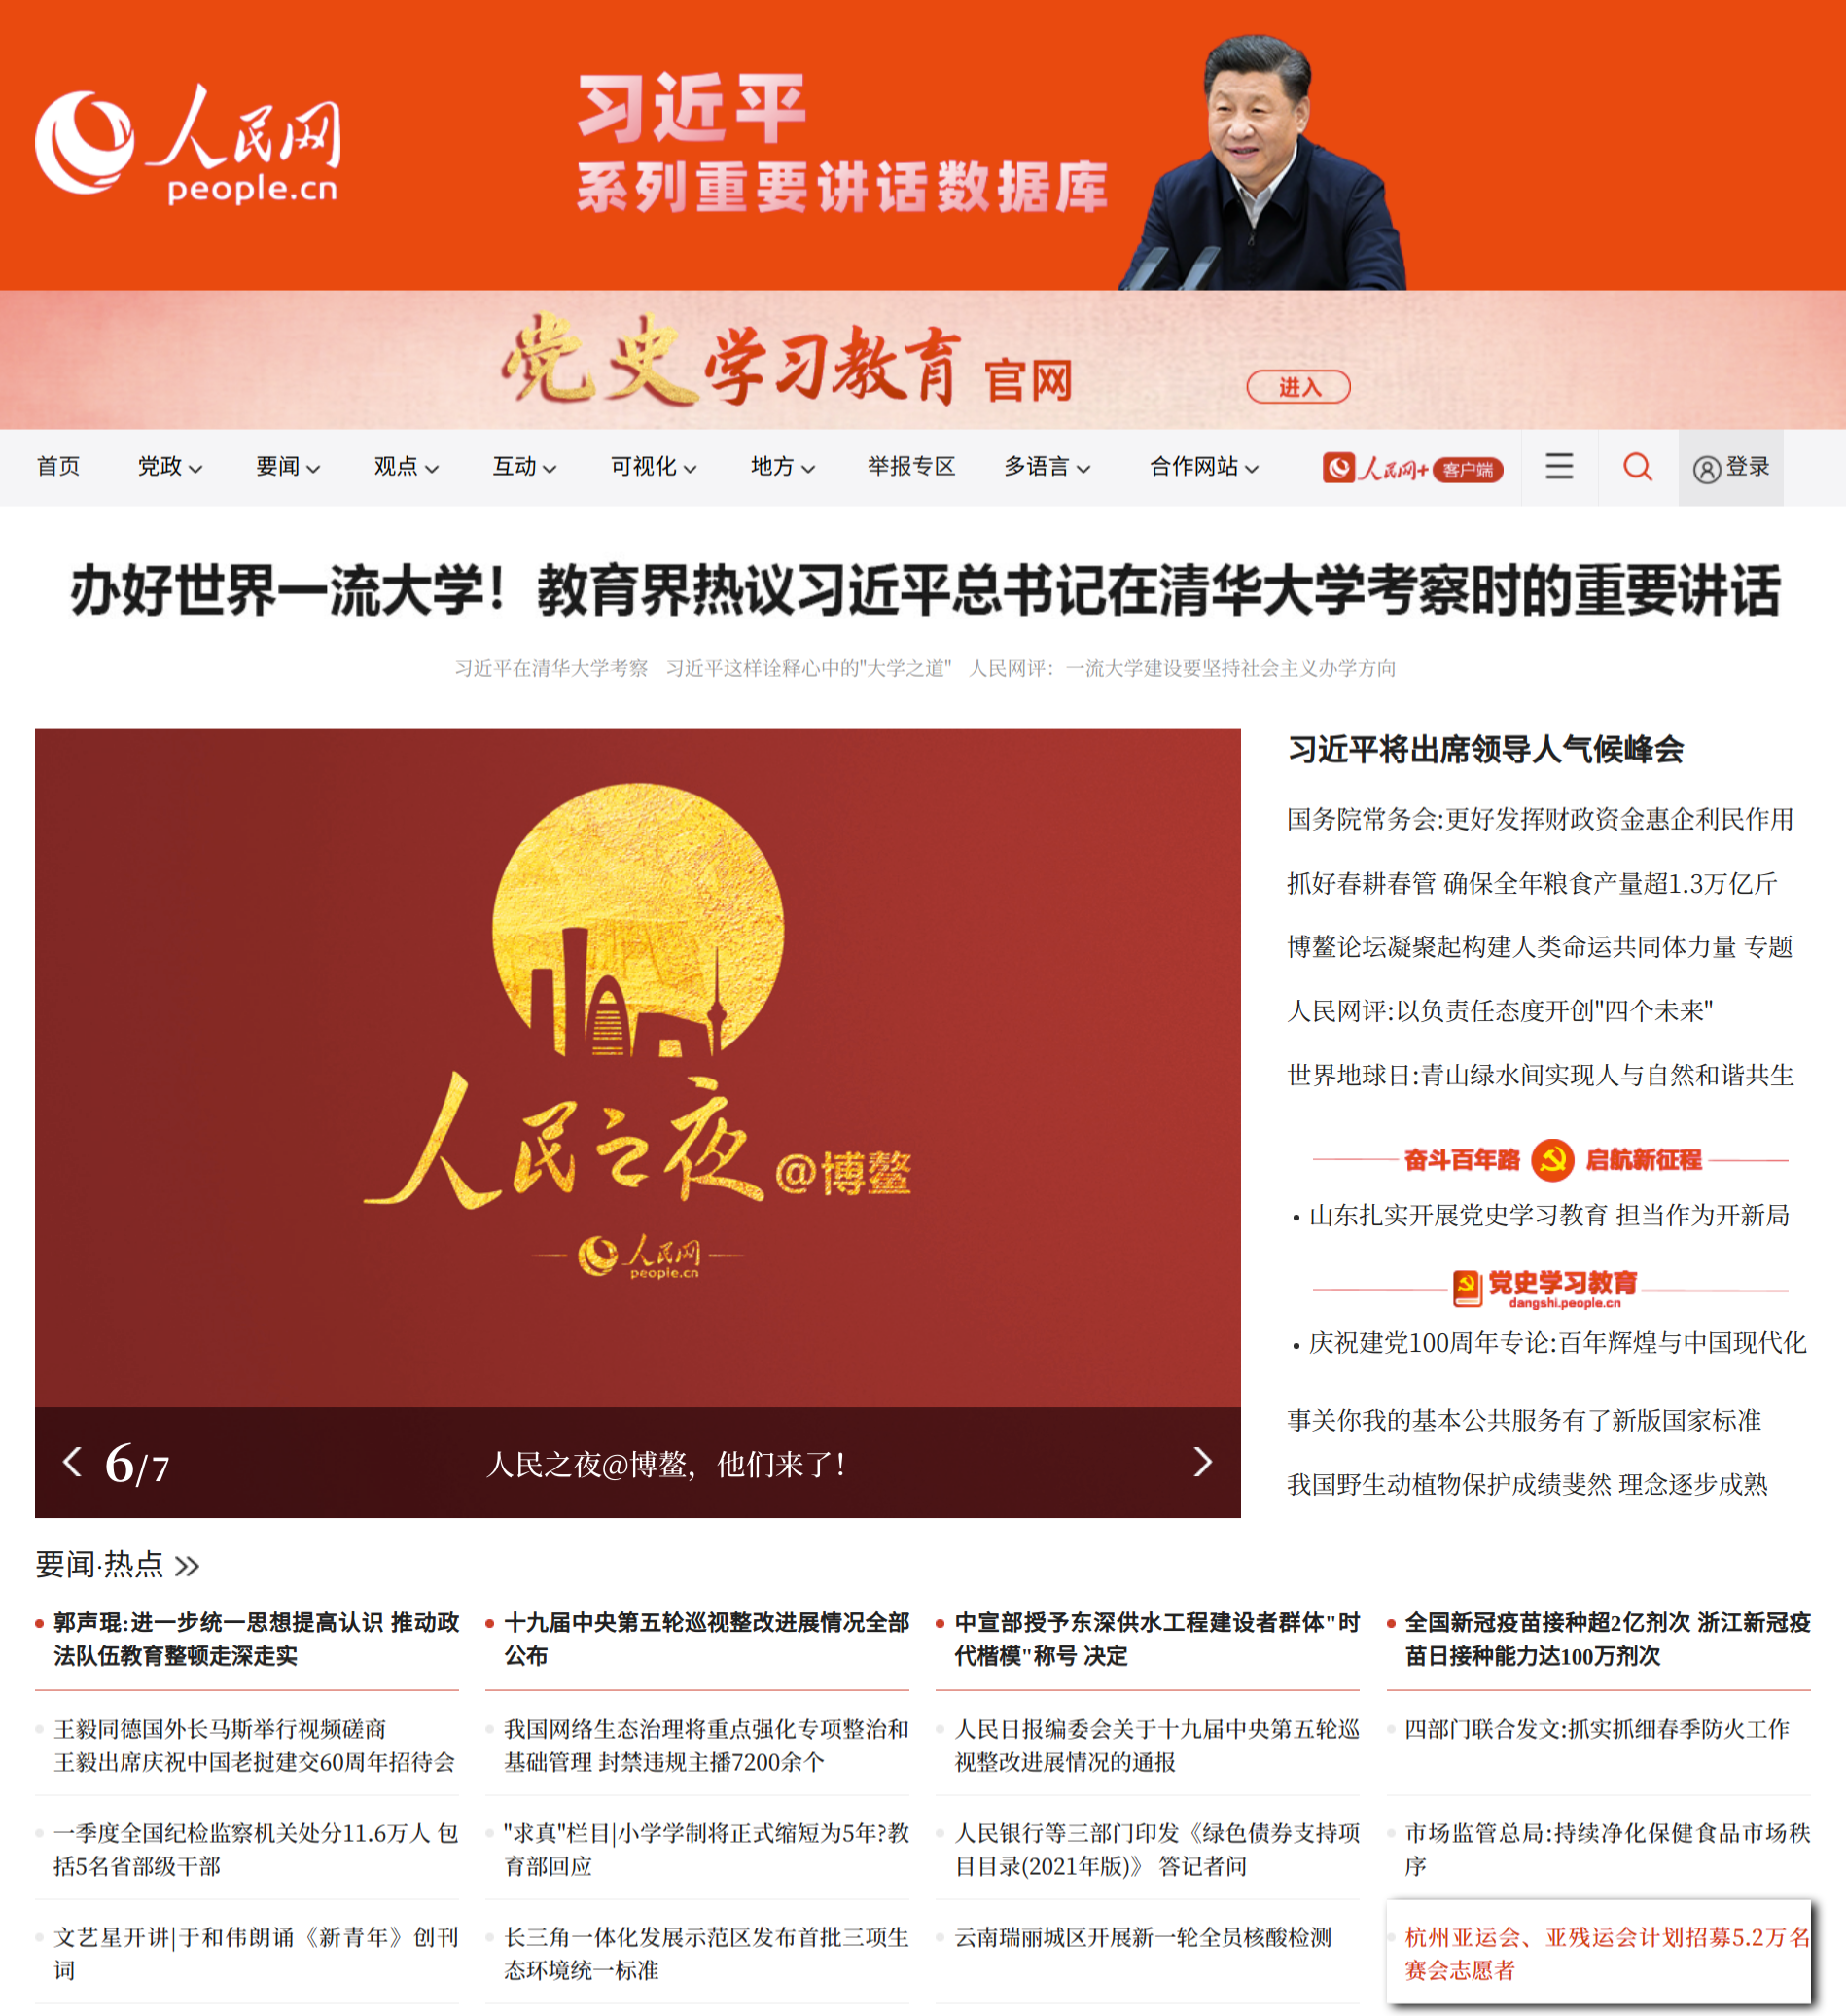 人民网
people.cn
习近平
系列重要讲话数据库
党史学习教育 官网
进入
首页 党政 要闻 观点 互动 可视化 地方 举报专区 多语言 合作网站 人民网+ 客户端 登录
办好世界一流大学！教育界热议习近平总书记在清华大学考察时的重要讲话
习近平在清华大学考察 习近平这样诠释心中的"大学之道" 人民网评：一流大学建设要坚持社会主义办学方向
人民之夜@博鳌
人民网
people.cn
6/7 人民之夜@博鳌，他们来了！
习近平将出席领导人气候峰会
国务院常务会:更好发挥财政资金惠企利民作用
抓好春耕春管 确保全年粮食产量超1.3万亿斤
博鳌论坛凝聚起构建人类命运共同体力量 专题
人民网评:以负责任态度开创"四个未来"
世界地球日:青山绿水间实现人与自然和谐共生
奋斗百年路 启航新征程
山东扎实开展党史学习教育 担当作为开新局
党史学习教育
dangshi.people.cn
庆祝建党100周年专论:百年辉煌与中国现代化
事关你我的基本公共服务有了新版国家标准
我国野生动植物保护成绩斐然 理念逐步成熟
要闻·热点
郭声琨:进一步统一思想提高认识 推动政
法队伍教育整顿走深走实
王毅同德国外长马斯举行视频磋商
王毅出席庆祝中国老挝建交60周年招待会
一季度全国纪检监察机关处分11.6万人 包
括5名省部级干部
文艺星开讲|于和伟朗诵《新青年》创刊
词
十九届中央第五轮巡视整改进展情况全部
公布
我国网络生态治理将重点强化专项整治和
基础管理 封禁违规主播7200余个
"求真"栏目|小学学制将正式缩短为5年?教
育部回应
长三角一体化发展示范区发布首批三项生
态环境统一标准
中宣部授予东深供水工程建设者群体"时
代楷模"称号 决定
人民日报编委会关于十九届中央第五轮巡
视整改进展情况的通报
人民银行等三部门印发《绿色债券支持项
目目录(2021年版)》 答记者问
云南瑞丽城区开展新一轮全员核酸检测
全国新冠疫苗接种超2亿剂次 浙江新冠疫
苗日接种能力达100万剂次
四部门联合发文:抓实抓细春季防火工作
市场监管总局:持续净化保健食品市场秩
序
杭州亚运会、亚残运会计划招募5.2万名
赛会志愿者